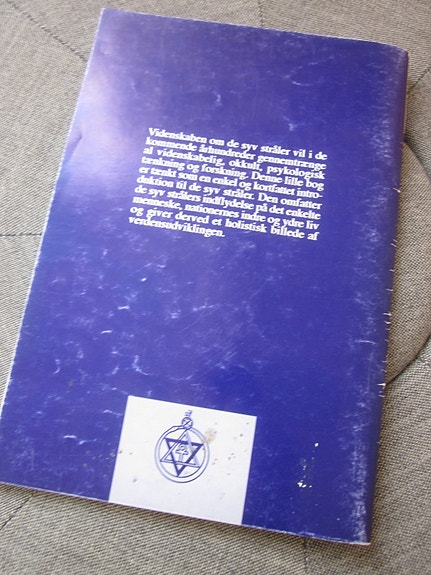 Videnskaben om de syv stråler vil i de
kommende århundreder gennemtrænge
al videnskabelig, okkult, psykologisk
tænkning og forskning. Denne lille bog
er tænkt som en enkel og kortfattet intro-
duktion til de syv stråler. Den omfatter
de syv strålers indflydelse på det enkelte
menneske, nationernes indre og ydre liv
og giver derved et holistisk billede af
verdensudviklingen.